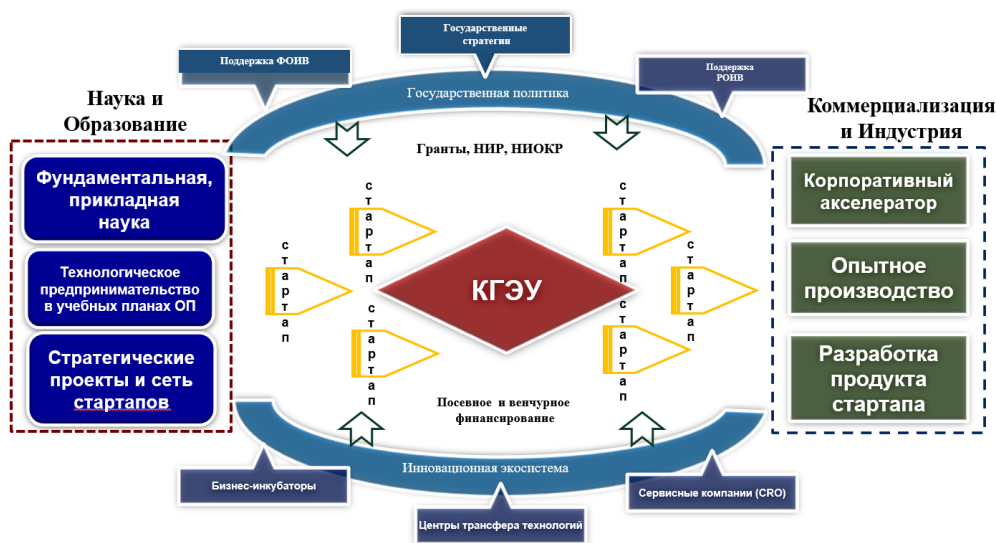 Государственные
стратегии
Поддержка ФОИВ
Поддержка
РОИВ
Государственная политика
Наука и
Образование
Коммерциализация
и Индустрия
Гранты, НИР, НИОКР
Фундаментальная,
прикладная
наука
Технологическое
предпринимательство
в учебных планах ОП
Стратегические
проекты и сеть
стартапов
стартап
стартап
стартап
КГЭУ
стартап
стартап
стартап
Корпоративный
акселератор
Опытное
производство
Разработка
продукта
стартапа
Посевное и венчурное
финансирование
Инновационная экосистема
Бизнес-инкубаторы
Центры трансфера технологий
Сервисные компании (CRO)